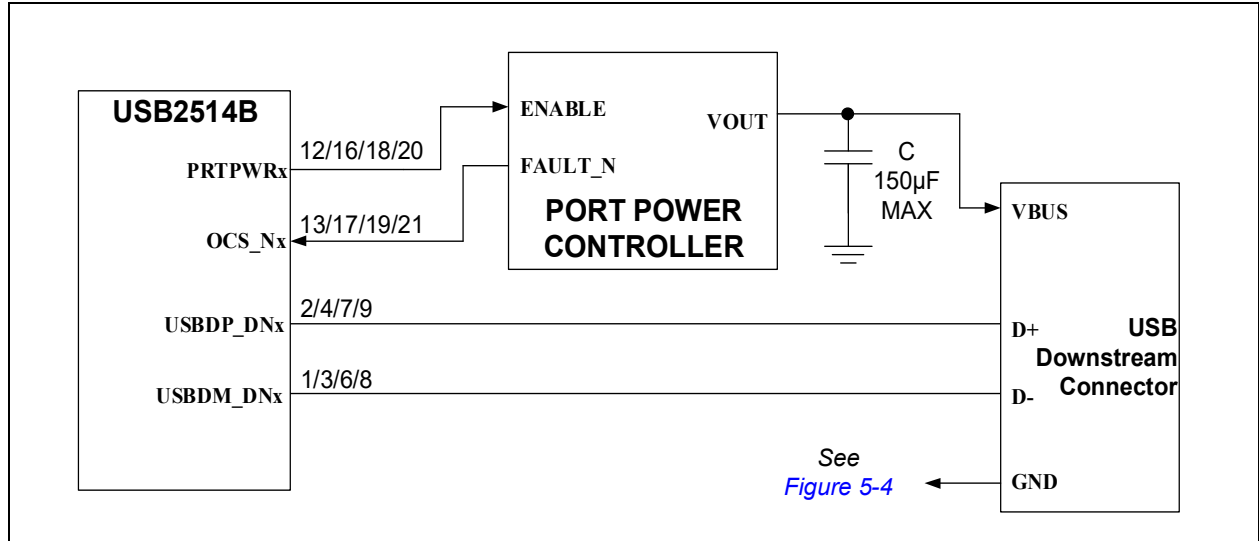 USB2514B
PRTPWRx
12/16/18/20
OCS_Nx
13/17/19/21
USBDP_DNx
2/4/7/9
USBDM_DNx
1/3/6/8
ENABLE
FAULT_N
VOUT
PORT POWER
CONTROLLER
C
150µF
MAX
VBUS
D+
D-
GND
USB
Downstream
Connector
See
Figure 5-4